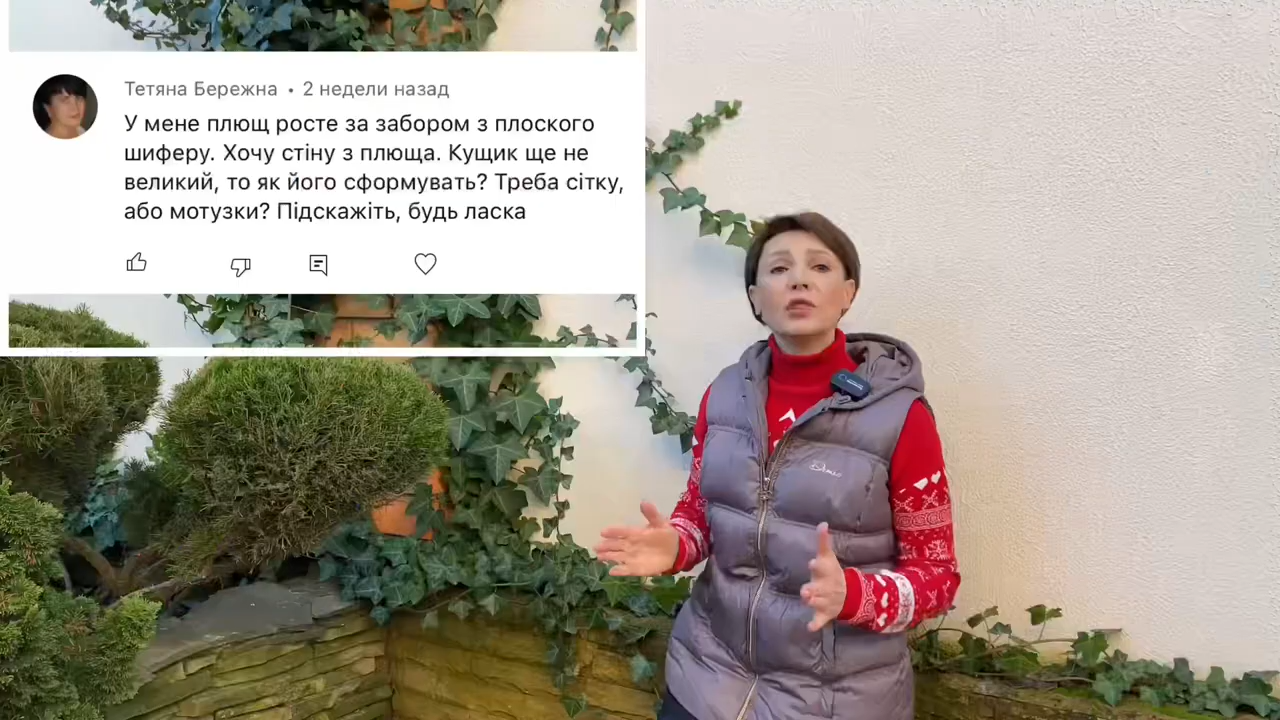 Тетяна Бережна • 2 недели назад
У мене плющ росте за забором з плоского
шиферу. Хочу стіну з плюща. Кущик ще не
великий, то як його сформувати? Треба сітку,
або мотузки? Підскажіть, будь ласка